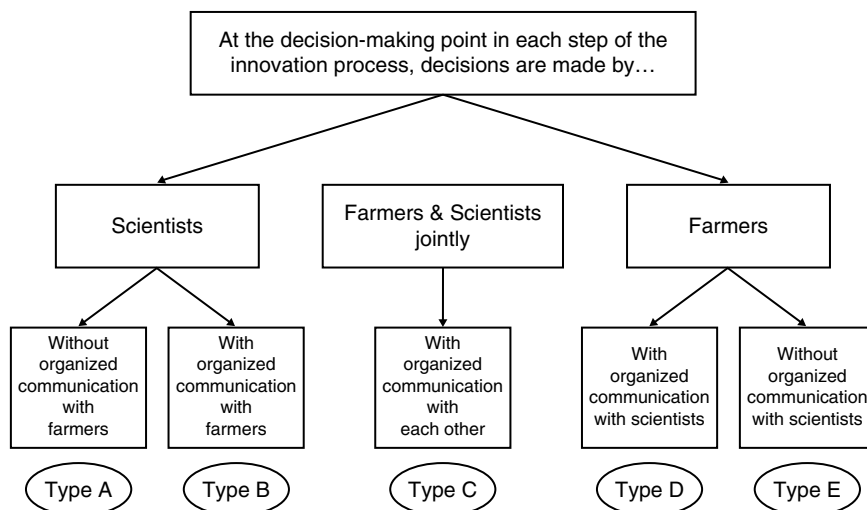 At the decision-making point in each step of the
innovation process, decisions are made by…
Scientists
Farmers & Scientists
jointly
Farmers
Without
organized
communication
with
farmers
With
organized
communication
with
farmers
With
organized
communication
with
each other
With
organized
communication
with scientists
Without
organized
communication
with scientists
Type A
Type B
Type C
Type D
Type E